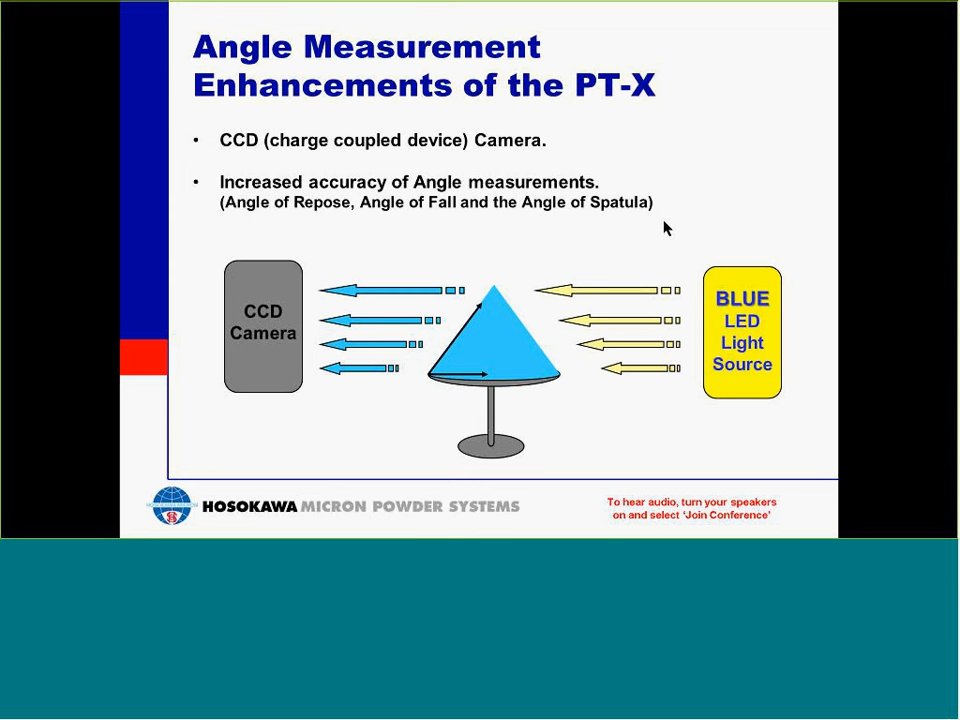 Angle Measurement
Enhancements of the PT-X
• CCD (charge coupled device) Camera.
• Increased accuracy of Angle measurements.
(Angle of Repose, Angle of Fall and the Angle of Spatula)
CCD
Camera
BLUE
LED
Light
Source
HOSOKAWA MICRON POWDER SYSTEMS
To hear audio, turn your speakers
on and select ‘Join Conference’